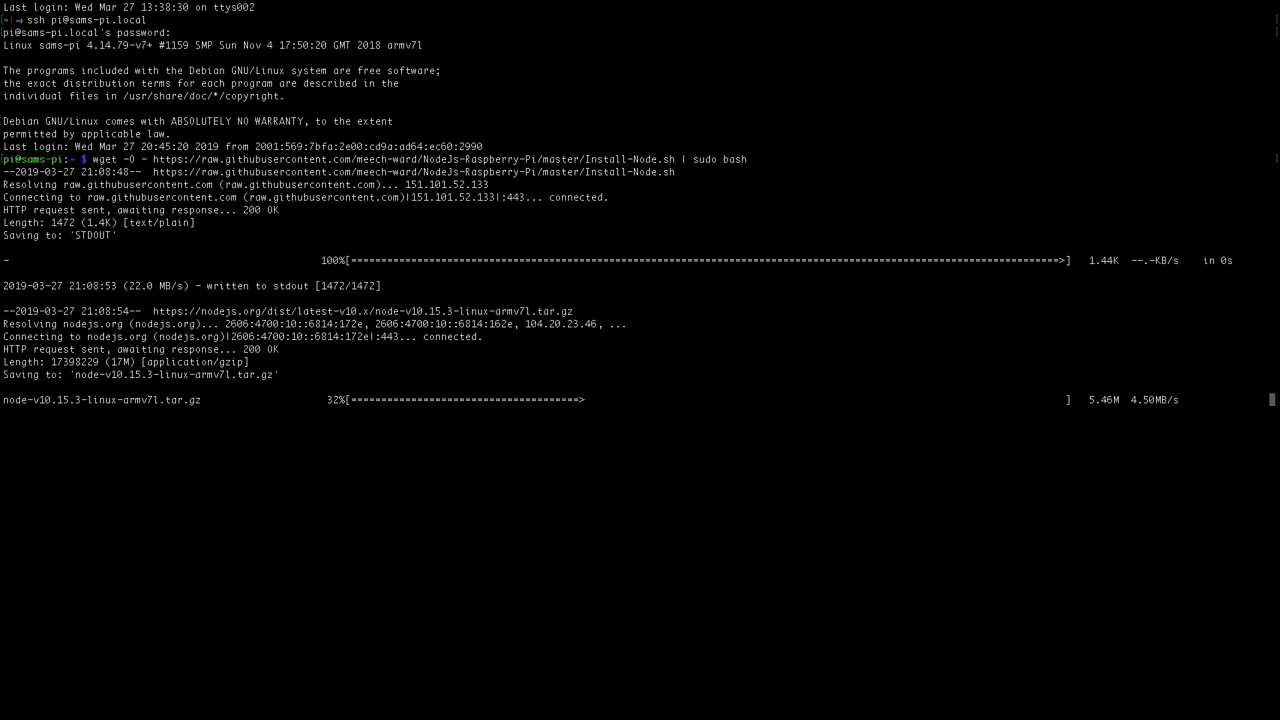 Last login: Wed Mar 27 13:38:30 on ttys002
[~] => ssh pi@sams-pi.local
pi@sams-pi.local's password:
Linux sams-pi 4.14.79-v7+ #1159 SMP Sun Nov 4 17:50:20 GMT 2018 armv7l
The programs included with the Debian GNU/Linux system are free software;
the exact distribution terms for each program are described in the
individual files in /usr/share/doc/*/copyright.
Debian GNU/Linux comes with ABSOLUTELY NO WARRANTY, to the extent
permitted by applicable law.
Last login: Wed Mar 27 20:45:20 2019 from 2001:569:7bfa:2e00:cd9a:ad64:ec60:2990
pi@sams-pi:~ $ wget -O - https://raw.githubusercontent.com/meech-ward/NodeJs-Raspberry-Pi/master/Install-Node.sh | sudo bash
--2019-03-27 21:08:48--  https://raw.githubusercontent.com/meech-ward/NodeJs-Raspberry-Pi/master/Install-Node.sh
Resolving raw.githubusercontent.com (raw.githubusercontent.com)... 151.101.52.133
Connecting to raw.githubusercontent.com (raw.githubusercontent.com)|151.101.52.133|:443... connected.
HTTP request sent, awaiting response... 200 OK
Length: 1472 (1.4K) [text/plain]
Saving to: 'STDOUT'
- 100%[===========================================================================================>] 1.44K --.-KB/s in 0s
2019-03-27 21:08:53 (22.0 MB/s) - written to stdout [1472/1472]
--2019-03-27 21:08:54--  https://nodejs.org/dist/latest-v10.x/node-v10.15.3-linux-armv7l.tar.gz
Resolving nodejs.org (nodejs.org)... 2606:4700:10::6814:172e, 2606:4700:10::6814:162e, 104.20.23.46, ...
Connecting to nodejs.org (nodejs.org)|2606:4700:10::6814:172e|:443... connected.
HTTP request sent, awaiting response... 200 OK
Length: 17398229 (17M) [application/gzip]
Saving to: 'node-v10.15.3-linux-armv7l.tar.gz'
node-v10.15.3-linux-armv7l.tar.gz 32%[======================================> ] 5.46M 4.50MB/s